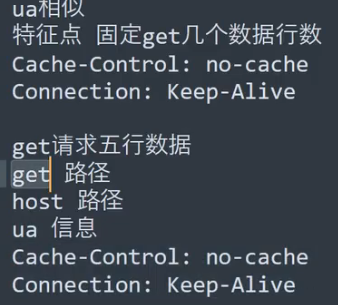 ua相似
特征点 固定get几个数据行数
Cache-Control: no-cache
Connection: Keep-Alive
get请求五行数据
get 路径
host 路径
ua 信息
Cache-Control: no-cache
Connection: Keep-Alive